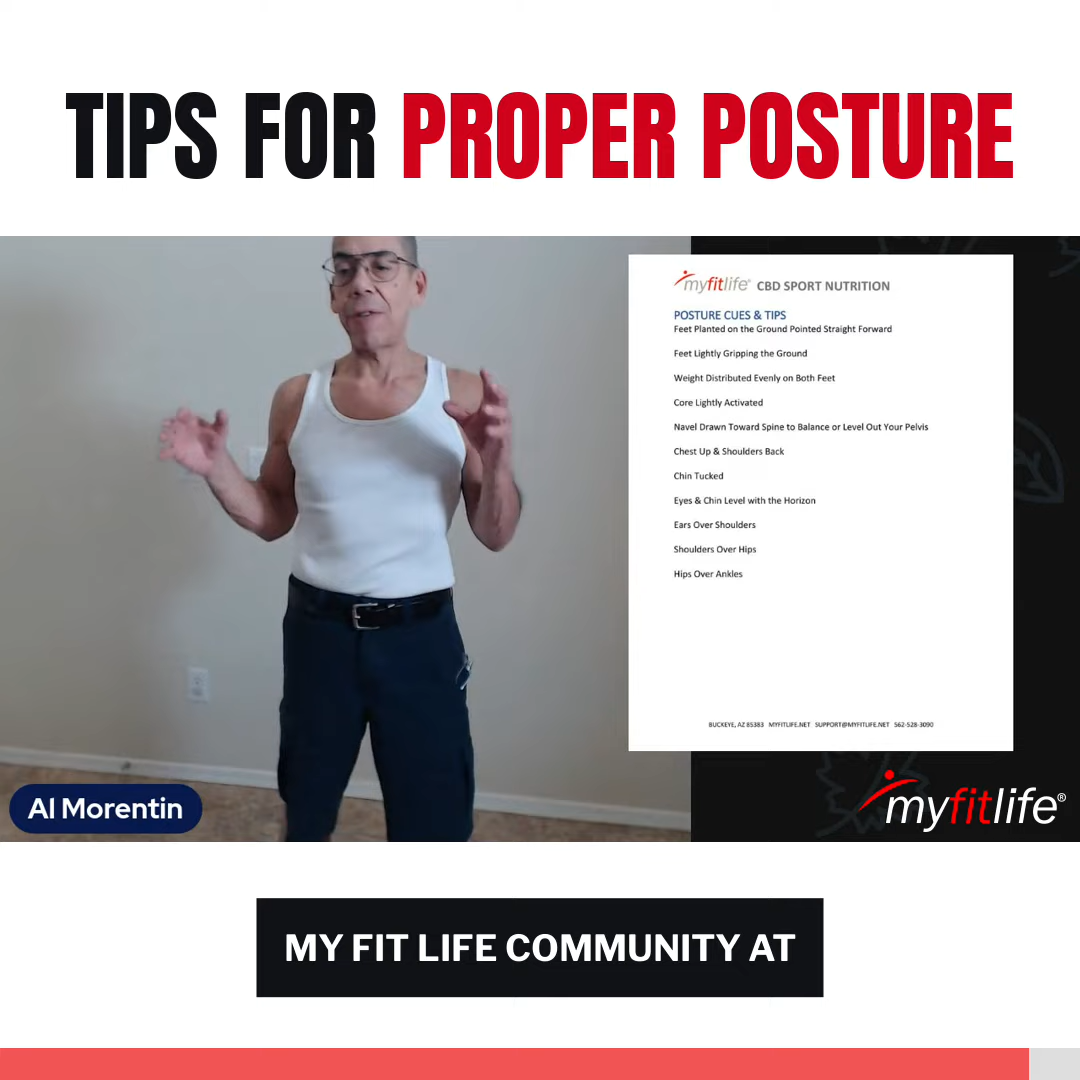 TIPS FOR PROPER POSTURE
myfitlife® CBD SPORT NUTRITION
POSTURE CUES & TIPS
Feet Planted on the Ground Pointed Straight Forward
Feet Lightly Gripping the Ground
Weight Distributed Evenly on Both Feet
Core Lightly Activated
Navel Drawn Toward Spine to Balance or Level Out Your Pelvis
Chest Up & Shoulders Back
Chin Tucked
Eyes & Chin Level with the Horizon
Ears Over Shoulders
Shoulders Over Hips
Hips Over Ankles
BUCKEYE, AZ 85383 MYFITLIFE.NET SUPPORT@MYFITLIFE.NET 562-528-3090
Al Morentin
myfitlife®
MY FIT LIFE COMMUNITY AT